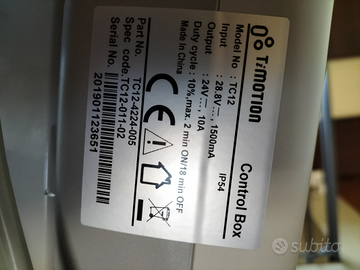 TiMOTION
Control Box
Model No : TC12
IP54
Input : 28.8V⎓, 1500mA
Output : 24V⎓, 10A
Duty cycle : 10%,max. 2 min ON/18 min OFF
Made In China
Part No. TC12-4224-005
Spec code. TC12-011-02
Serial No.
201901123651
subito